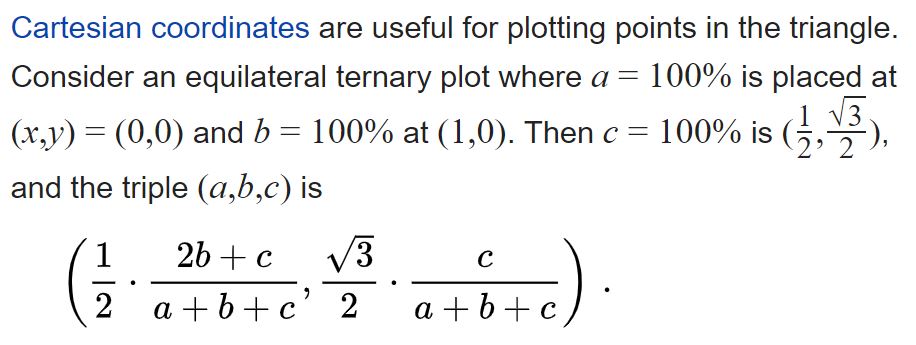 Cartesian coordinates are useful for plotting points in the triangle.
Consider an equilateral ternary plot where a = 100% is placed at
(x,y) = (0,0) and b = 100% at (1,0). Then c = 100% is (1/2, √3/2),
and the triple (a,b,c) is
(1/2 · (2b + c)/(a + b + c), √3/2 · c/(a + b + c)).